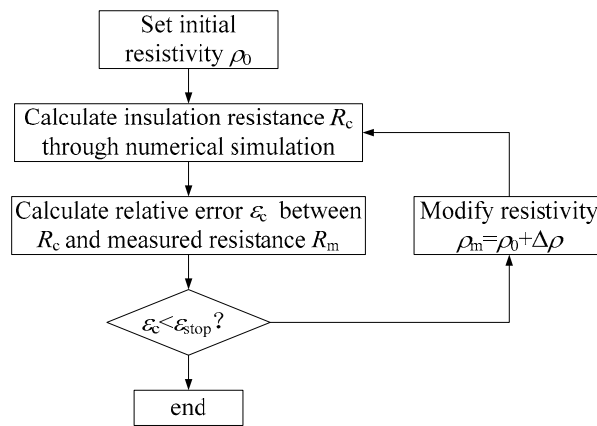 Set initial
resistivity ρ0
Calculate insulation resistance Rc
through numerical simulation
Calculate relative error εc between
Rc and measured resistance Rm
Modify resistivity
ρm=ρ0+Δρ
εc<εstop?
end